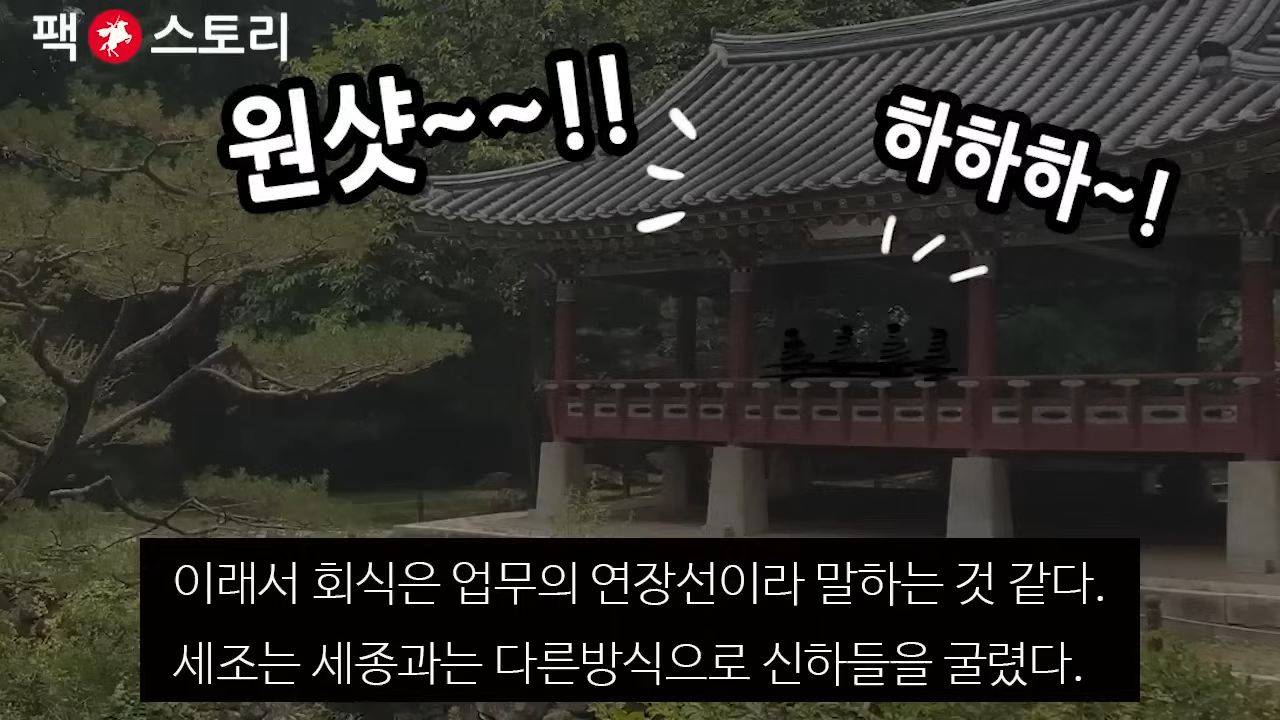 팩 스토리
원샷~~!!
하하하~!
이래서 회식은 업무의 연장선이라 말하는 것 같다.
세조는 세종과는 다른방식으로 신하들을 굴렸다.